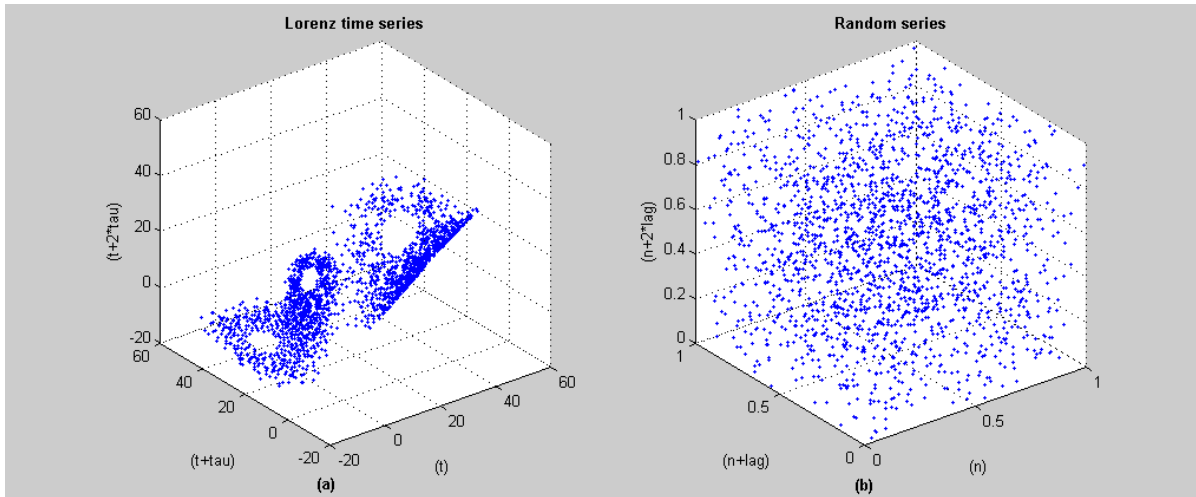 Lorenz time series
60
40
20
0
-20
(t+2*tau)
60
40
20
0
-20
(t+tau)
-20
0
20
40
60
(t)
(a)
Random series
1
0.8
0.6
0.4
0.2
0
(n+2*lag)
1
0.5
0
(n+lag)
0
0.5
1
(n)
(b)